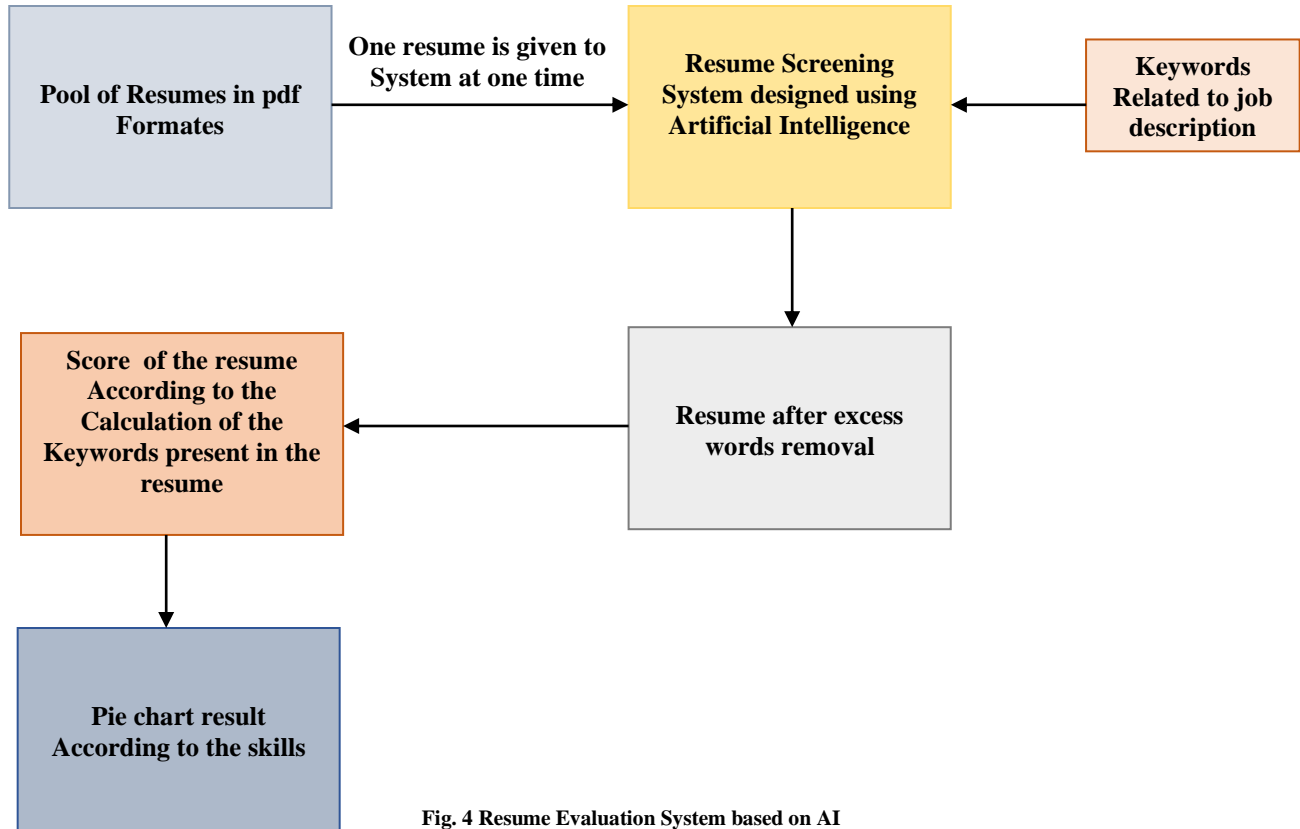 Pool of Resumes in pdf
Formates
One resume is given to
System at one time
Resume Screening
System designed using
Artificial Intelligence
Keywords
Related to job
description
Score  of the resume
According to the
Calculation of the
Keywords present in the
resume
Resume after excess
words removal
Pie chart result
According to the skills
Fig. 4 Resume Evaluation System based on AI